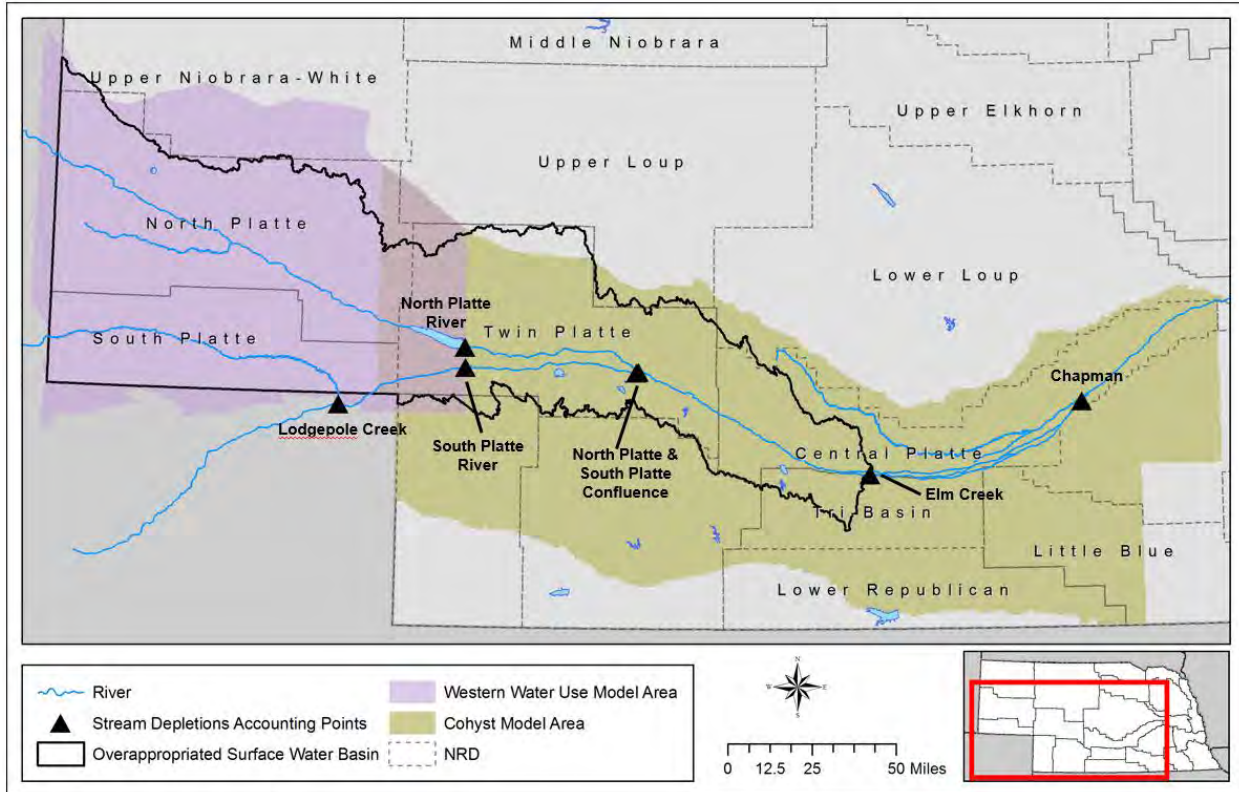 Middle Niobrara
Upper Niobrara-White
Upper Elkhorn
Upper Loup
North Platte
Lower Loup
North Platte
River
Twin Platte
South Platte
Chapman
Lodgepole Creek
South Platte
River
North Platte &
South Platte
Confluence
Central Platte
Elm Creek
Tri Basin
Little Blue
Lower Republican
River
Stream Depletions Accounting Points
Overappropriated Surface Water Basin
Western Water Use Model Area
Cohyst Model Area
NRD
N
W
E
S
0 12.5 25 50 Miles